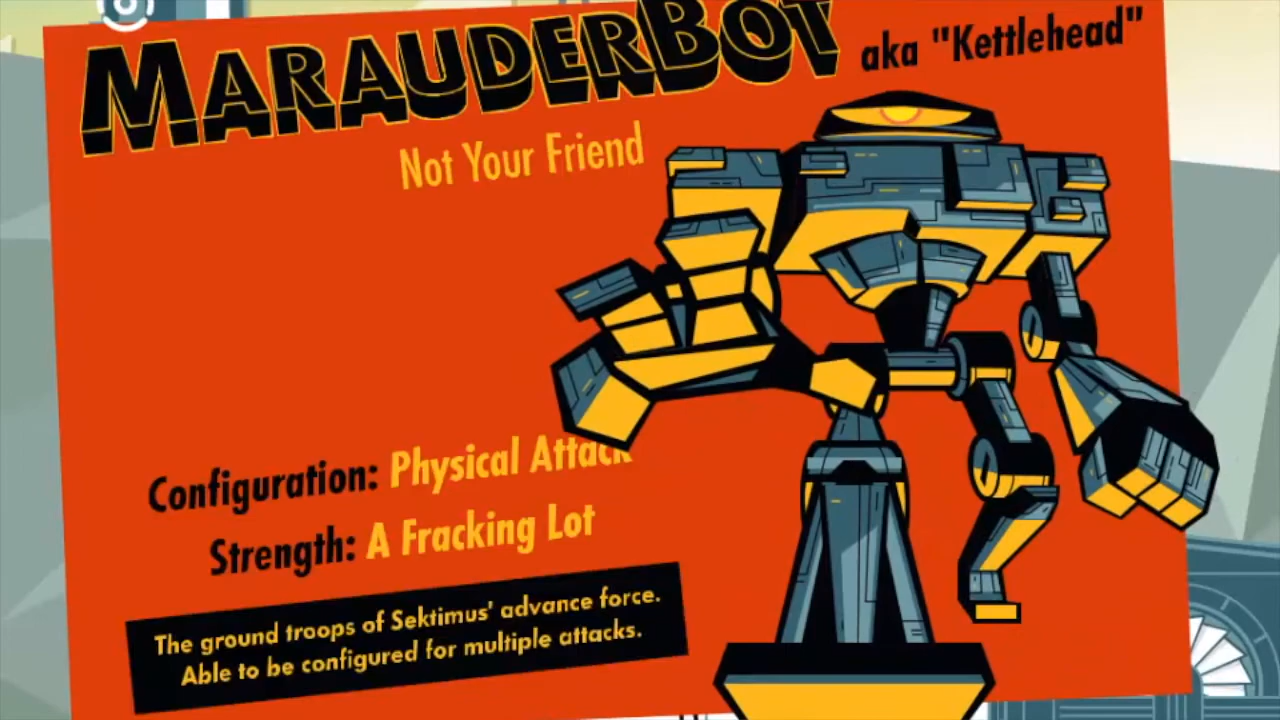 MARAUDERBOT aka "Kettlehead"
Not Your Friend
Configuration: Physical Attack
Strength: A Fracking Lot
The ground troops of Sektimus' advance force.
Able to be configured for multiple attacks.